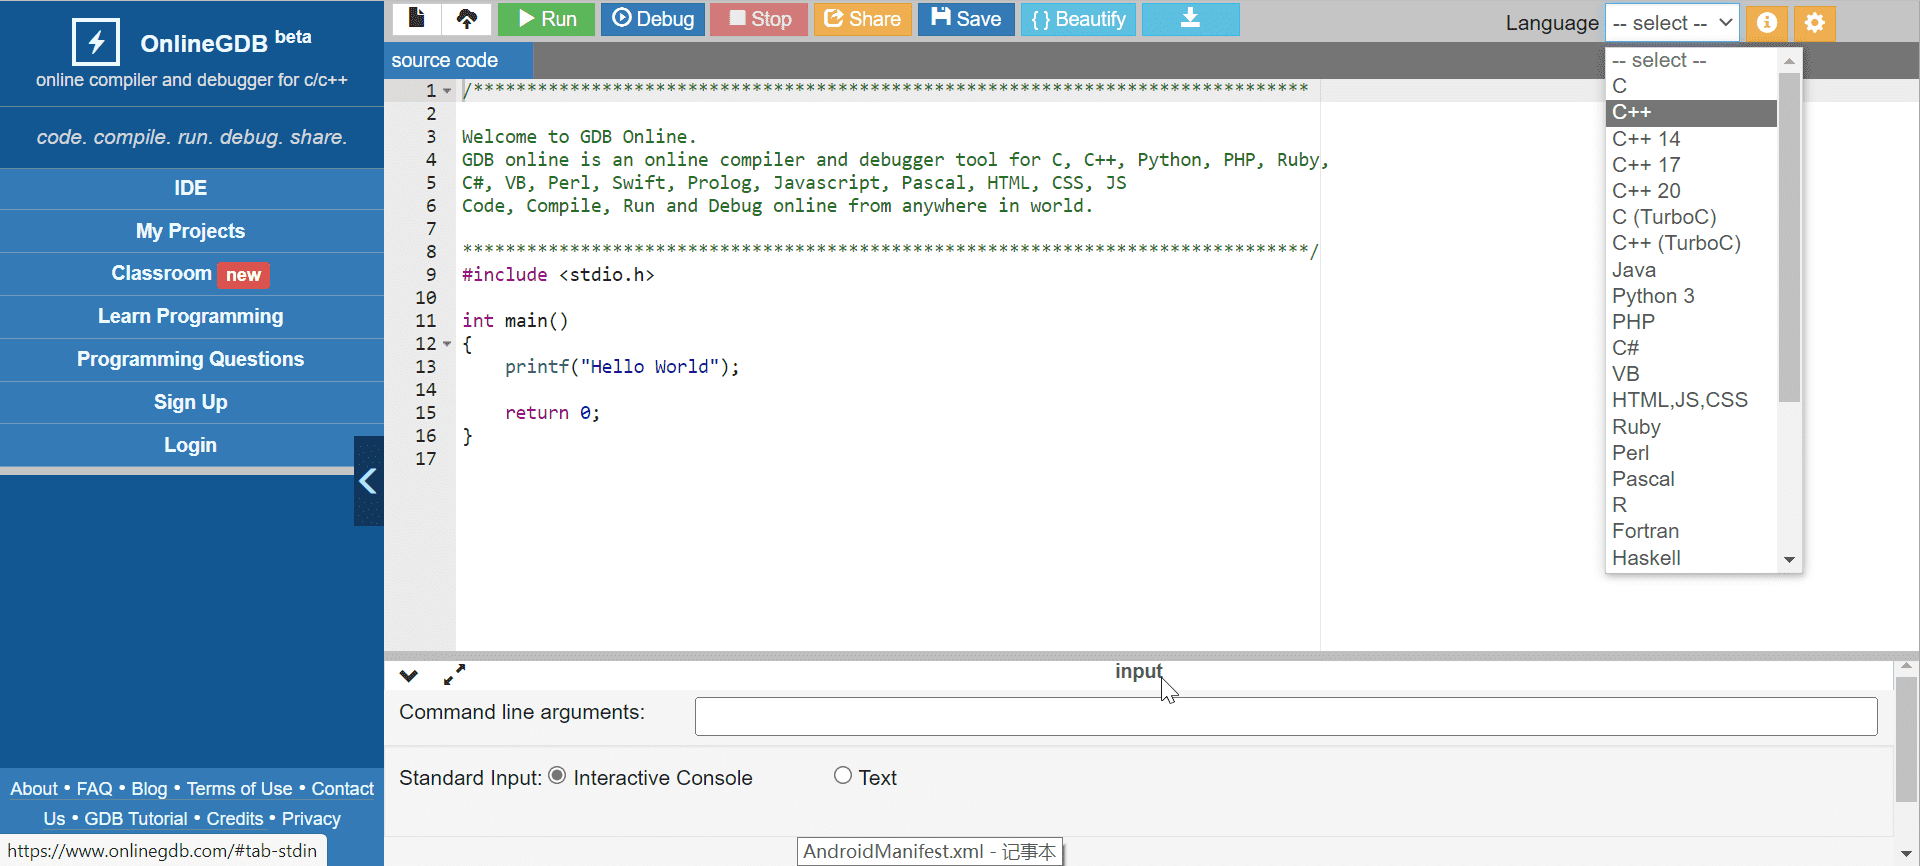 OnlineGDB beta
online compiler and debugger for c/c++
code. compile. run. debug. share.
IDE
My Projects
Classroom new
Learn Programming
Programming Questions
Sign Up
Login
About • FAQ • Blog • Terms of Use • Contact
Us • GDB Tutorial • Credits • Privacy
https://www.onlinegdb.com/#tab-stdin
Run Debug Stop Share Save { } Beautify
Language -- select --
source code
1 /******************************************************************************
2
3 Welcome to GDB Online.
4 GDB online is an online compiler and debugger tool for C, C++, Python, PHP, Ruby,
5 C#, VB, Perl, Swift, Prolog, Javascript, Pascal, HTML, CSS, JS
6 Code, Compile, Run and Debug online from anywhere in world.
7
8 *******************************************************************************/
9 #include <stdio.h>
10
11 int main()
12 {
13     printf("Hello World");
14
15     return 0;
16 }
17
-- select --
C
C++
C++ 14
C++ 17
C++ 20
C (TurboC)
C++ (TurboC)
Java
Python 3
PHP
C#
VB
HTML,JS,CSS
Ruby
Perl
Pascal
R
Fortran
Haskell
input
Command line arguments:
Standard Input: Interactive Console Text
AndroidManifest.xml - 记事本